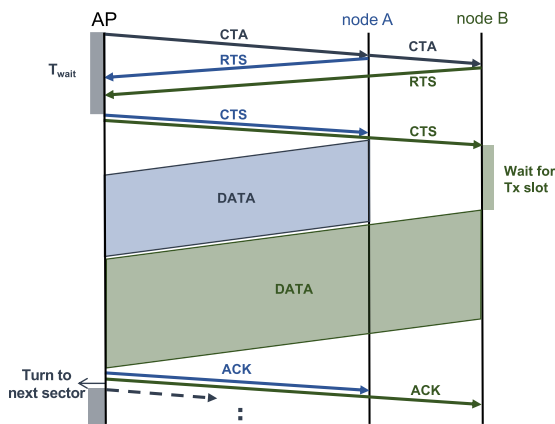 AP
node A
node B
CTA
CTA
RTS
Twait
RTS
CTS
CTS
Wait for
Tx slot
DATA
DATA
Turn to
next sector
ACK
ACK
: